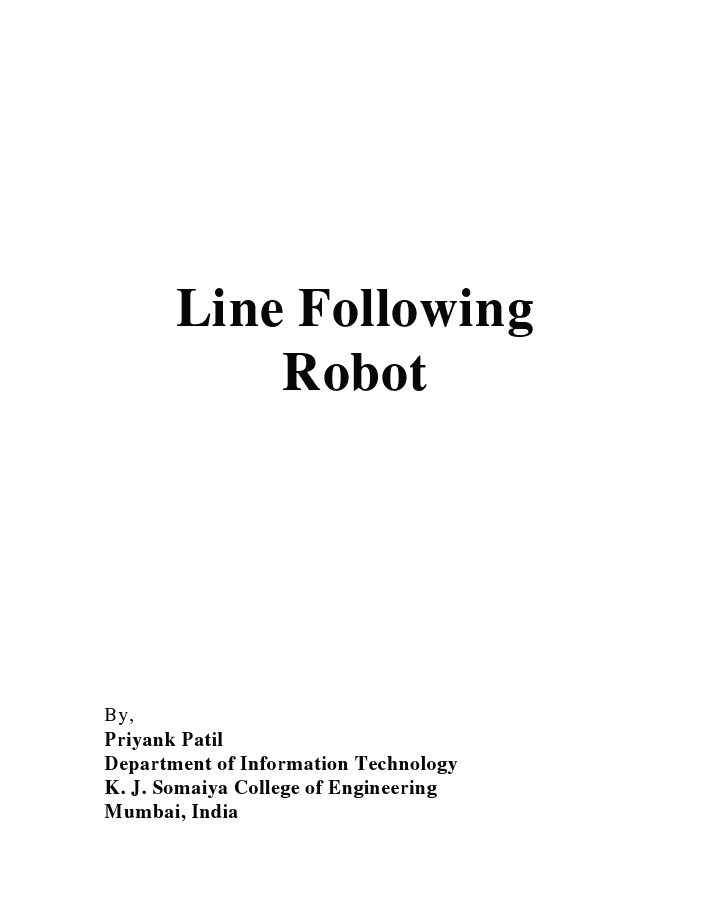 Line Following
Robot
By,
Priyank Patil
Department of Information Technology
K. J. Somaiya College of Engineering
Mumbai, India